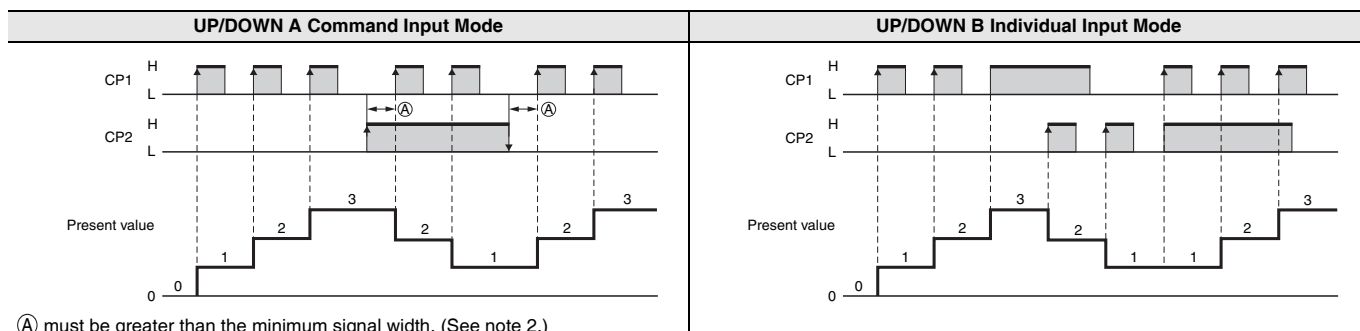 UP/DOWN A Command Input Mode
CP1
H
L
Ⓐ Ⓐ
CP2
H
L
Present value
0
0 1 2 3 2 1 2 3
Ⓐ must be greater than the minimum signal width. (See note 2.)
UP/DOWN B Individual Input Mode
CP1
H
L
CP2
H
L
Present value
0
0 1 2 3 2 1 1 2 3